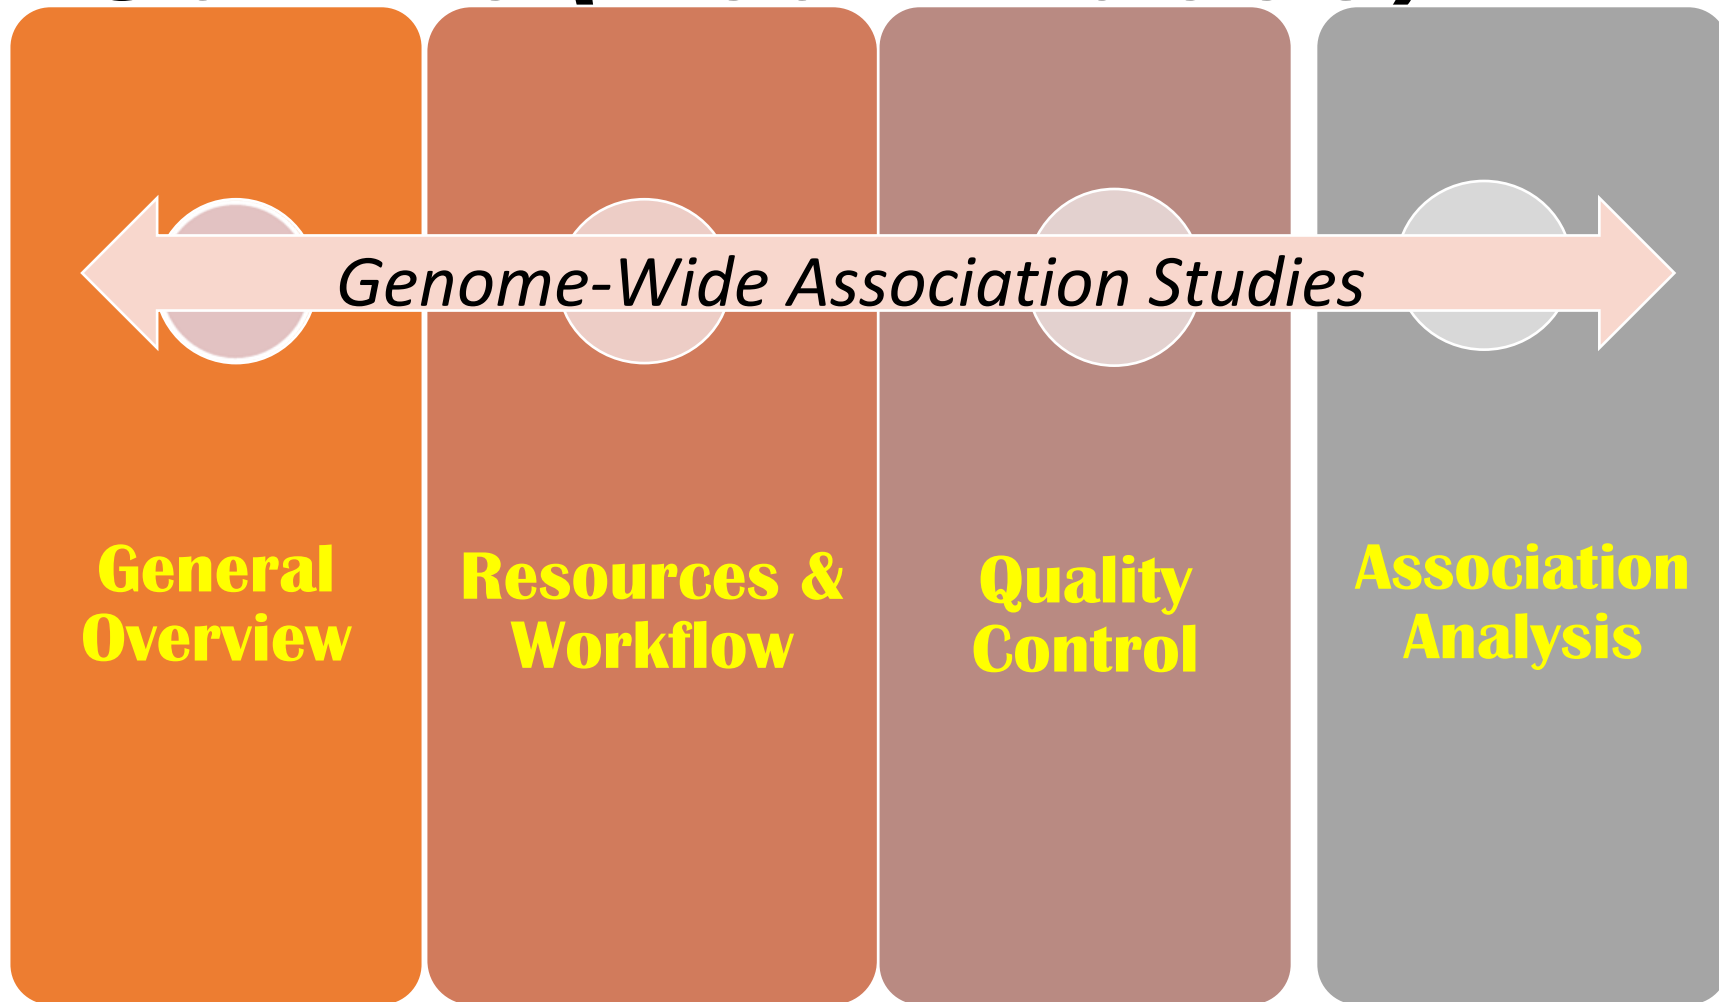 Genome-Wide Association Studies
General
Overview
Resources &
Workflow
Quality
Control
Association
Analysis